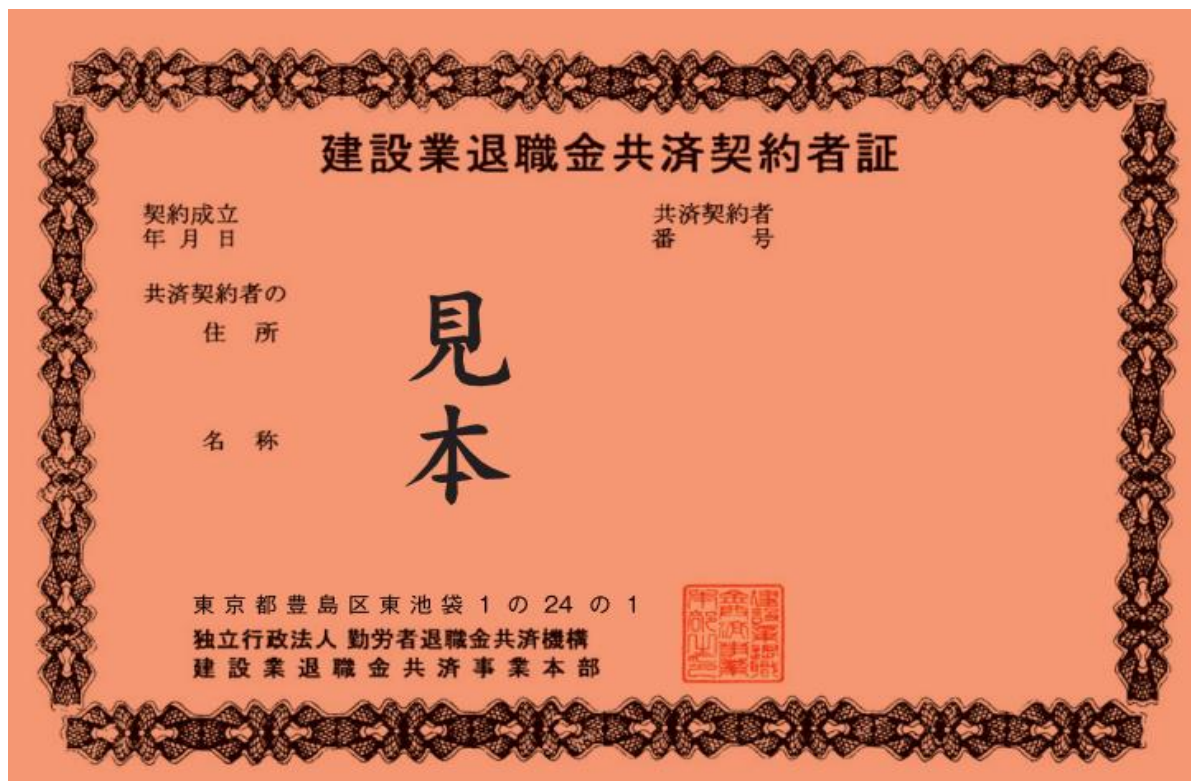 建設業退職金共済契約者証
契約成立
年月日
共済契約者
番 号
共済契約者の
住 所
見本
名 称
東京都豊島区東池袋1の24の1
独立行政法人 勤労者退職金共済機構
建設業退職金共済事業本部